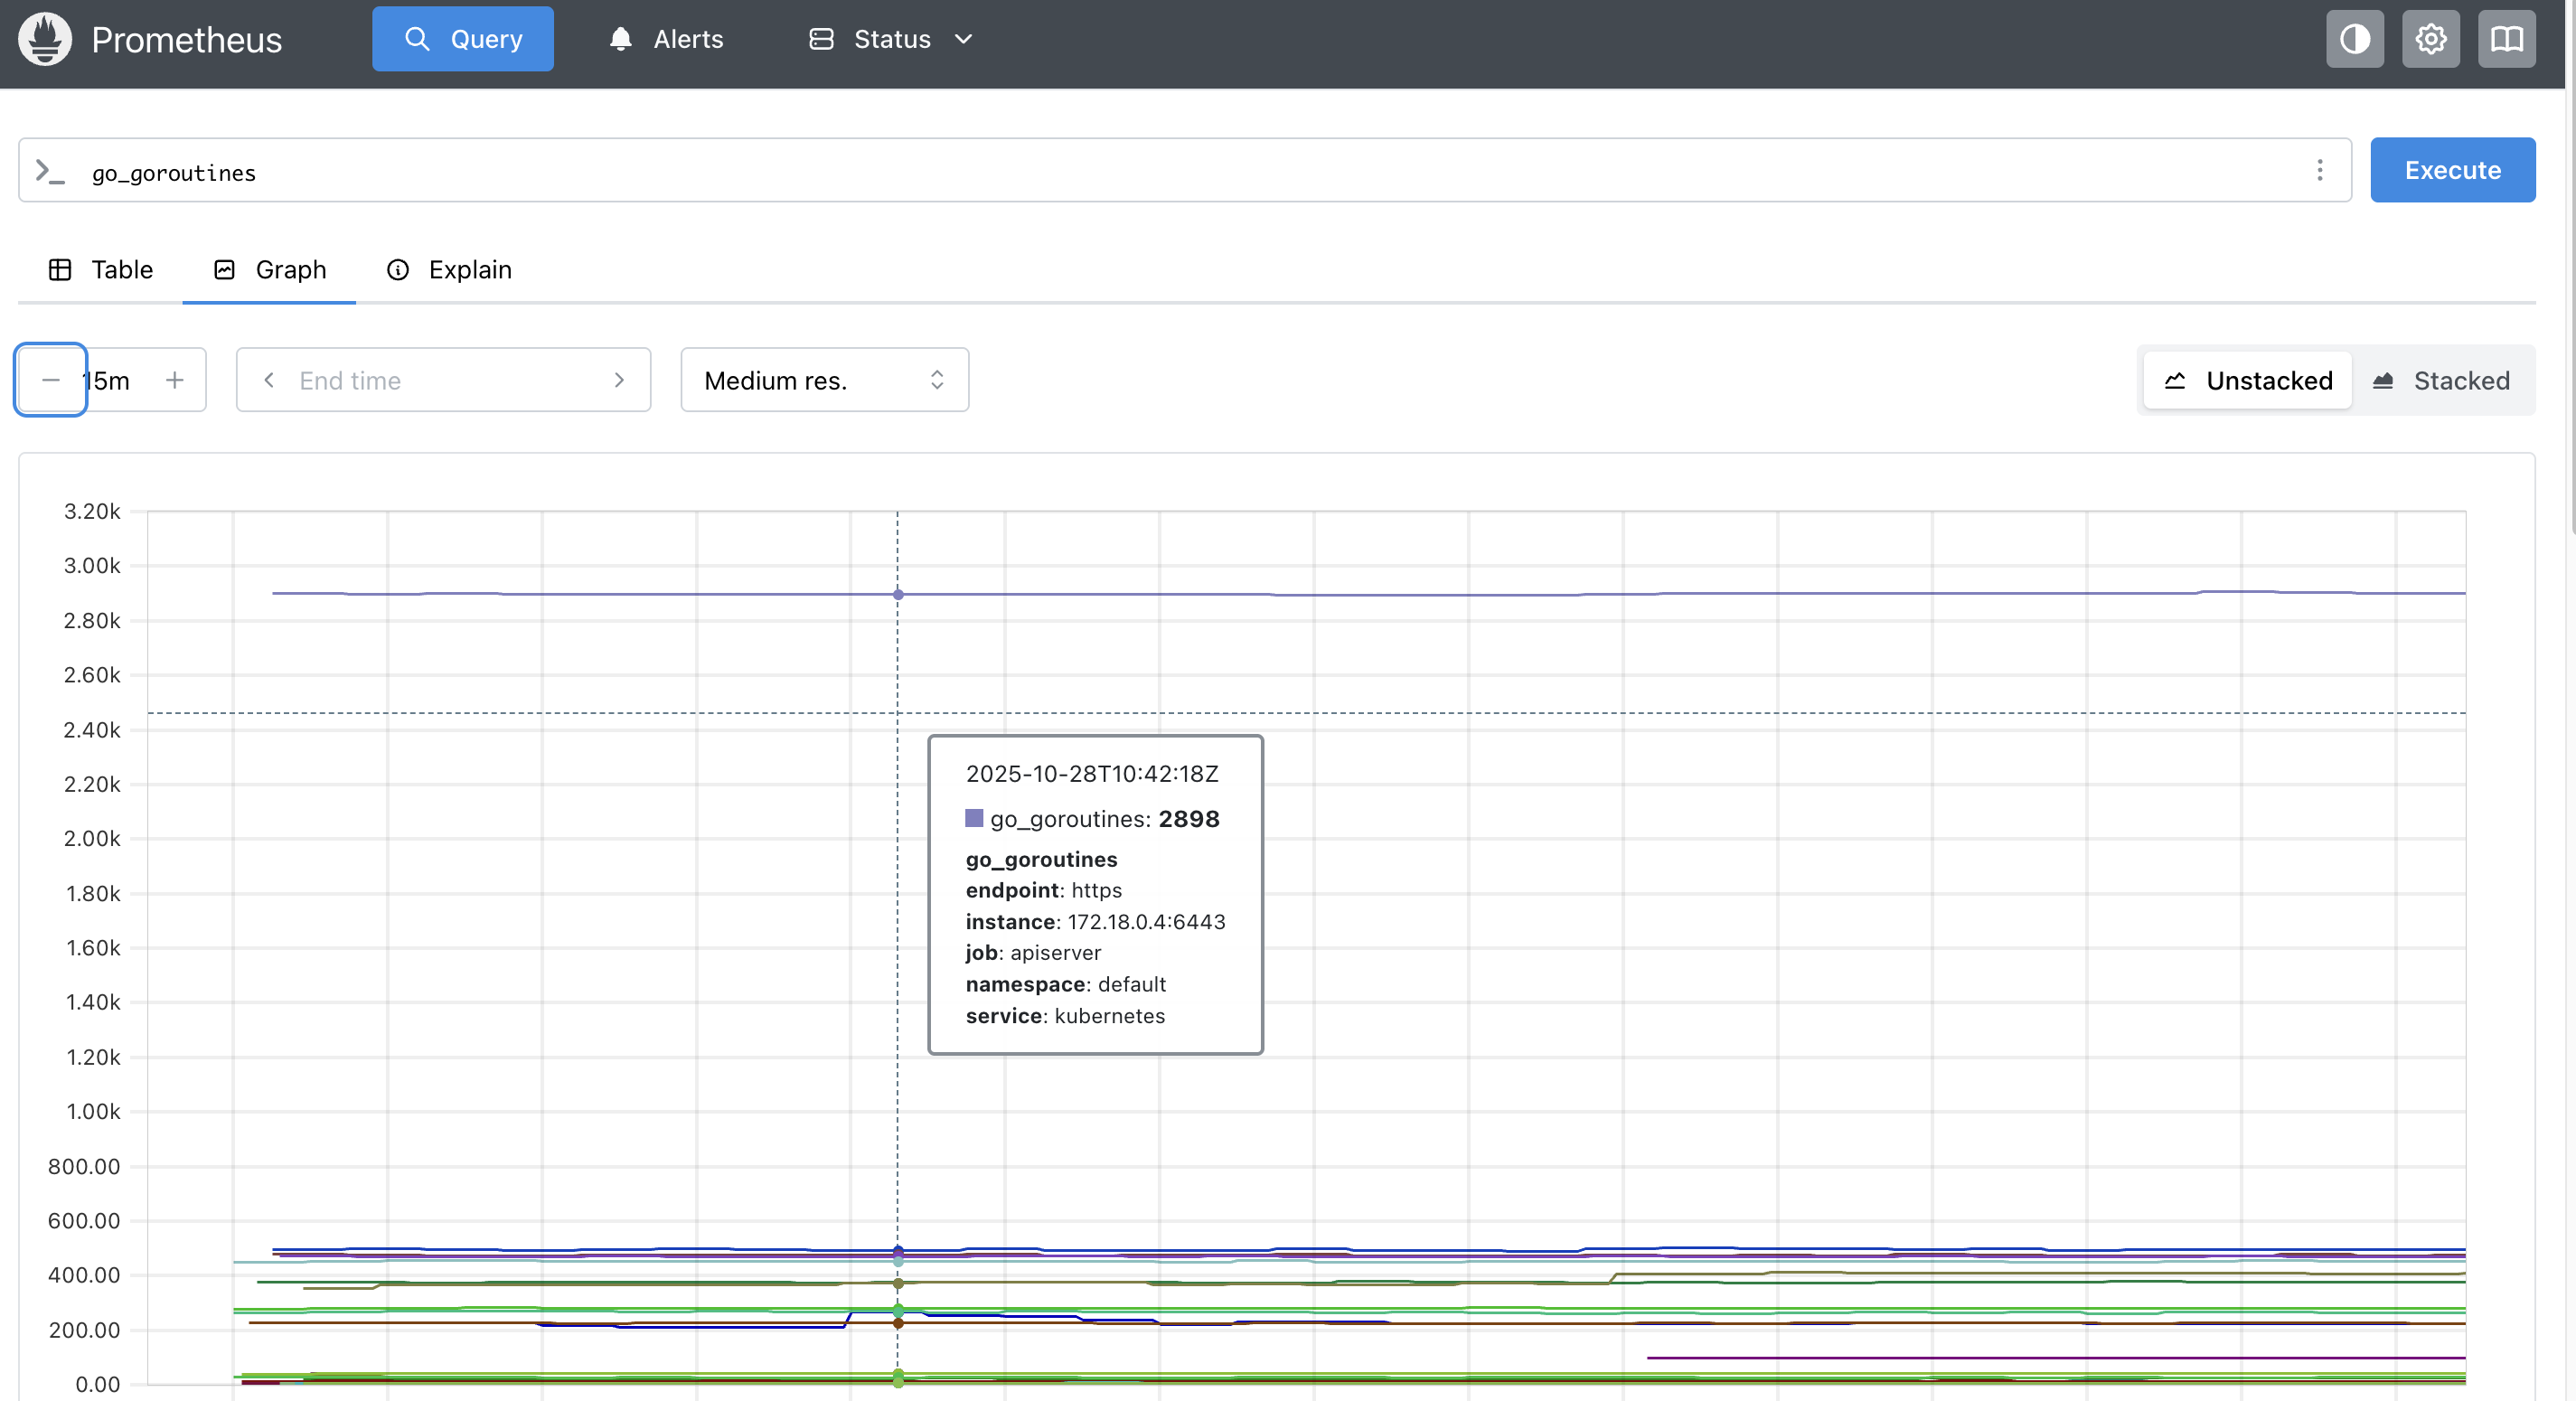 Prometheus
Query
Alerts
Status
go_goroutines
Execute
Table
Graph
Explain
15m
End time
Medium res.
Unstacked
Stacked
3.20k
3.00k
2.80k
2.60k
2.40k
2.20k
2.00k
1.80k
1.60k
1.40k
1.20k
1.00k
800.00
600.00
400.00
200.00
0.00
2025-10-28T10:42:18Z
go_goroutines: 2898
go_goroutines
endpoint: https
instance: 172.18.0.4:6443
job: apiserver
namespace: default
service: kubernetes